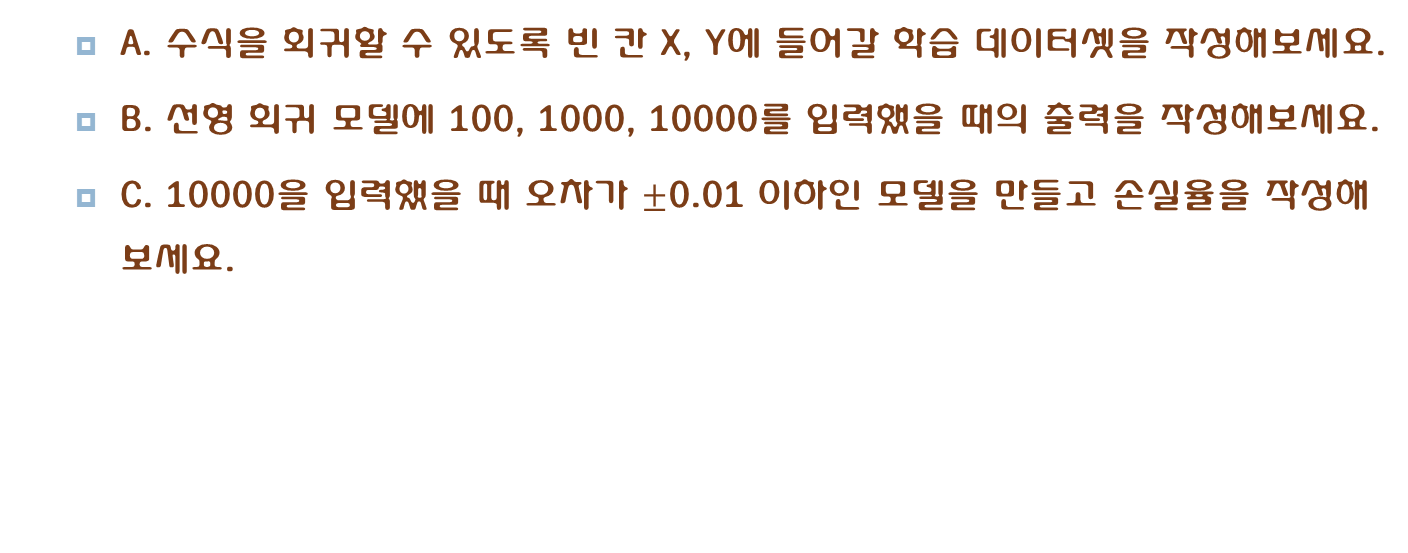 A. 수식을 회귀할 수 있도록 빈 칸 X, Y에 들어갈 학습 데이터셋을 작성해보세요.
B. 선형 회귀 모델에 100, 1000, 10000를 입력했을 때의 출력을 작성해보세요.
C. 10000을 입력했을 때 오차가 ±0.01 이하인 모델을 만들고 손실율을 작성해
보세요.